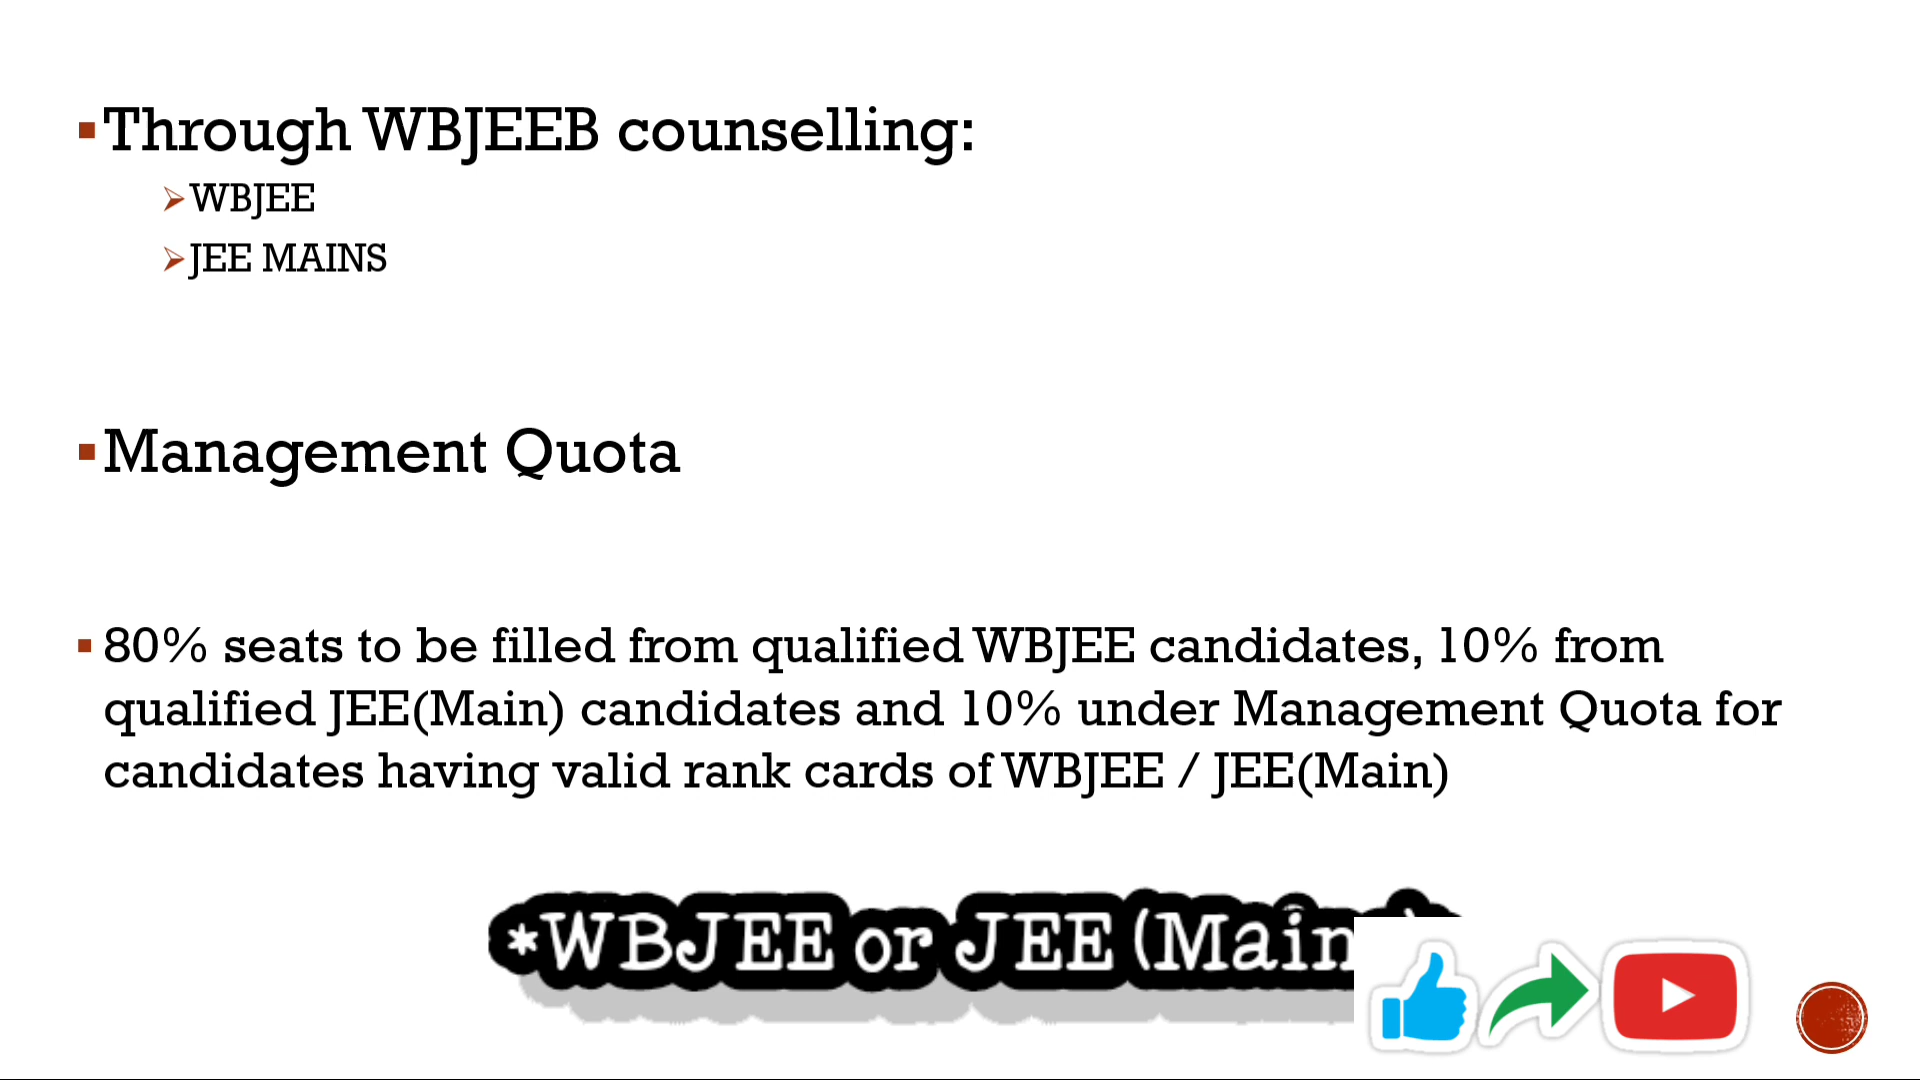 Through WBJEEB counselling:
WBJEE
JEE MAINS
Management Quota
80% seats to be filled from qualified WBJEE candidates, 10% from
qualified JEE(Main) candidates and 10% under Management Quota for
candidates having valid rank cards of WBJEE / JEE(Main)
*WBJEE or JEE (Main)